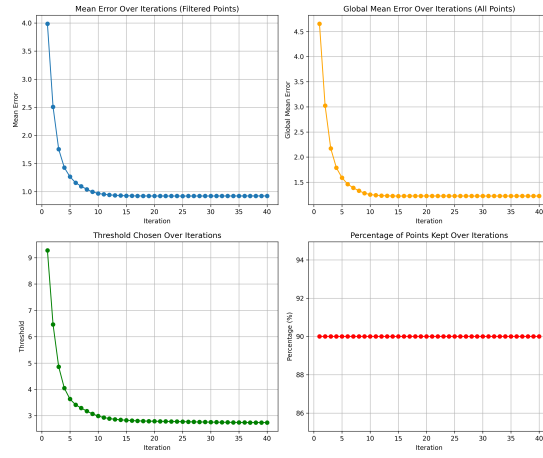 Mean Error Over Iterations (Filtered Points)
4.0
3.5
3.0
2.5
2.0
1.5
1.0
Mean Error
0 5 10 15 20 25 30 35 40
Iteration
Global Mean Error Over Iterations (All Points)
4.5
4.0
3.5
3.0
2.5
2.0
1.5
Global Mean Error
0 5 10 15 20 25 30 35 40
Iteration
Threshold Chosen Over Iterations
9
8
7
6
5
4
3
Threshold
0 5 10 15 20 25 30 35 40
Iteration
Percentage of Points Kept Over Iterations
94
92
90
88
86
Percentage (%)
0 5 10 15 20 25 30 35 40
Iteration